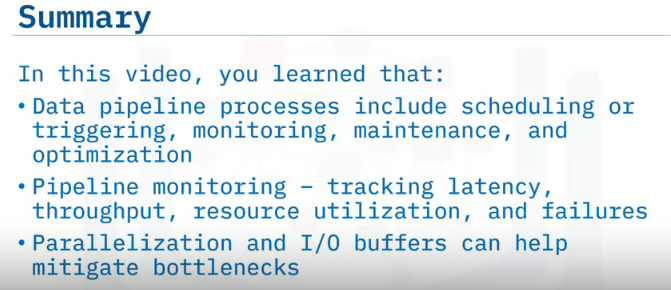 Summary
In this video, you learned that:
• Data pipeline processes include scheduling or
triggering, monitoring, maintenance, and
optimization
• Pipeline monitoring – tracking latency,
throughput, resource utilization, and failures
• Parallelization and I/O buffers can help
mitigate bottlenecks